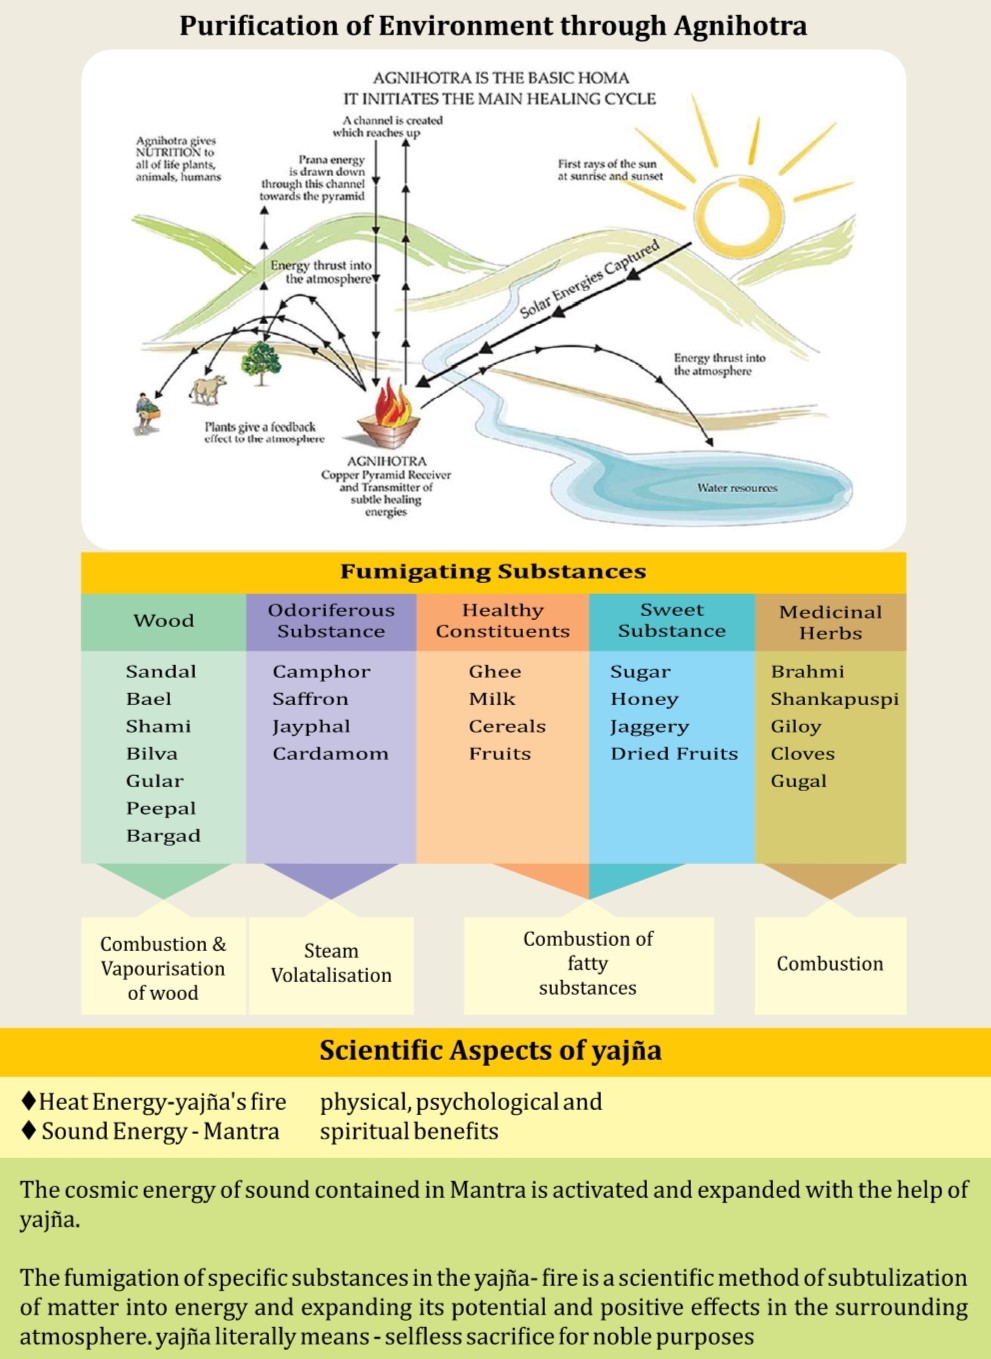 Purification of Environment through Agnihotra
AGNIHOTRA IS THE BASIC HOMA
IT INITIATES THE MAIN HEALING CYCLE
A channel is created
which reaches up
Agnihotra gives
NUTRITION to
all of life plants,
animals, humans
Prana energy
is drawn down
through this channel
towards the pyramid
First rays of the sun
at sunrise and sunset
Energy thrust into
the atmosphere
Solar Energies Captured
Energy thrust into
the atmosphere
Plants give a feedback
effect to the atmosphere
AGNIHOTRA
Copper Pyramid Receiver
and Transmitter of
subtle healing
energies
Water resources
Fumigating Substances
Wood
Odoriferous
Substance
Healthy
Constituents
Sweet
Substance
Medicinal
Herbs
Sandal
Bael
Shami
Bilva
Gular
Peepal
Bargad
Camphor
Saffron
Jayphal
Cardamom
Ghee
Milk
Cereals
Fruits
Sugar
Honey
Jaggery
Dried Fruits
Brahmi
Shankapuspi
Giloy
Cloves
Gugal
Combustion &
Vapourisation
of wood
Steam
Volatalisation
Combustion of
fatty
substances
Combustion
Scientific Aspects of yajña
♦Heat Energy-yajña's fire physical, psychological and
♦ Sound Energy - Mantra spiritual benefits
The cosmic energy of sound contained in Mantra is activated and expanded with the help of
yajña.
The fumigation of specific substances in the yajña- fire is a scientific method of subtulization
of matter into energy and expanding its potential and positive effects in the surrounding
atmosphere. yajña literally means - selfless sacrifice for noble purposes